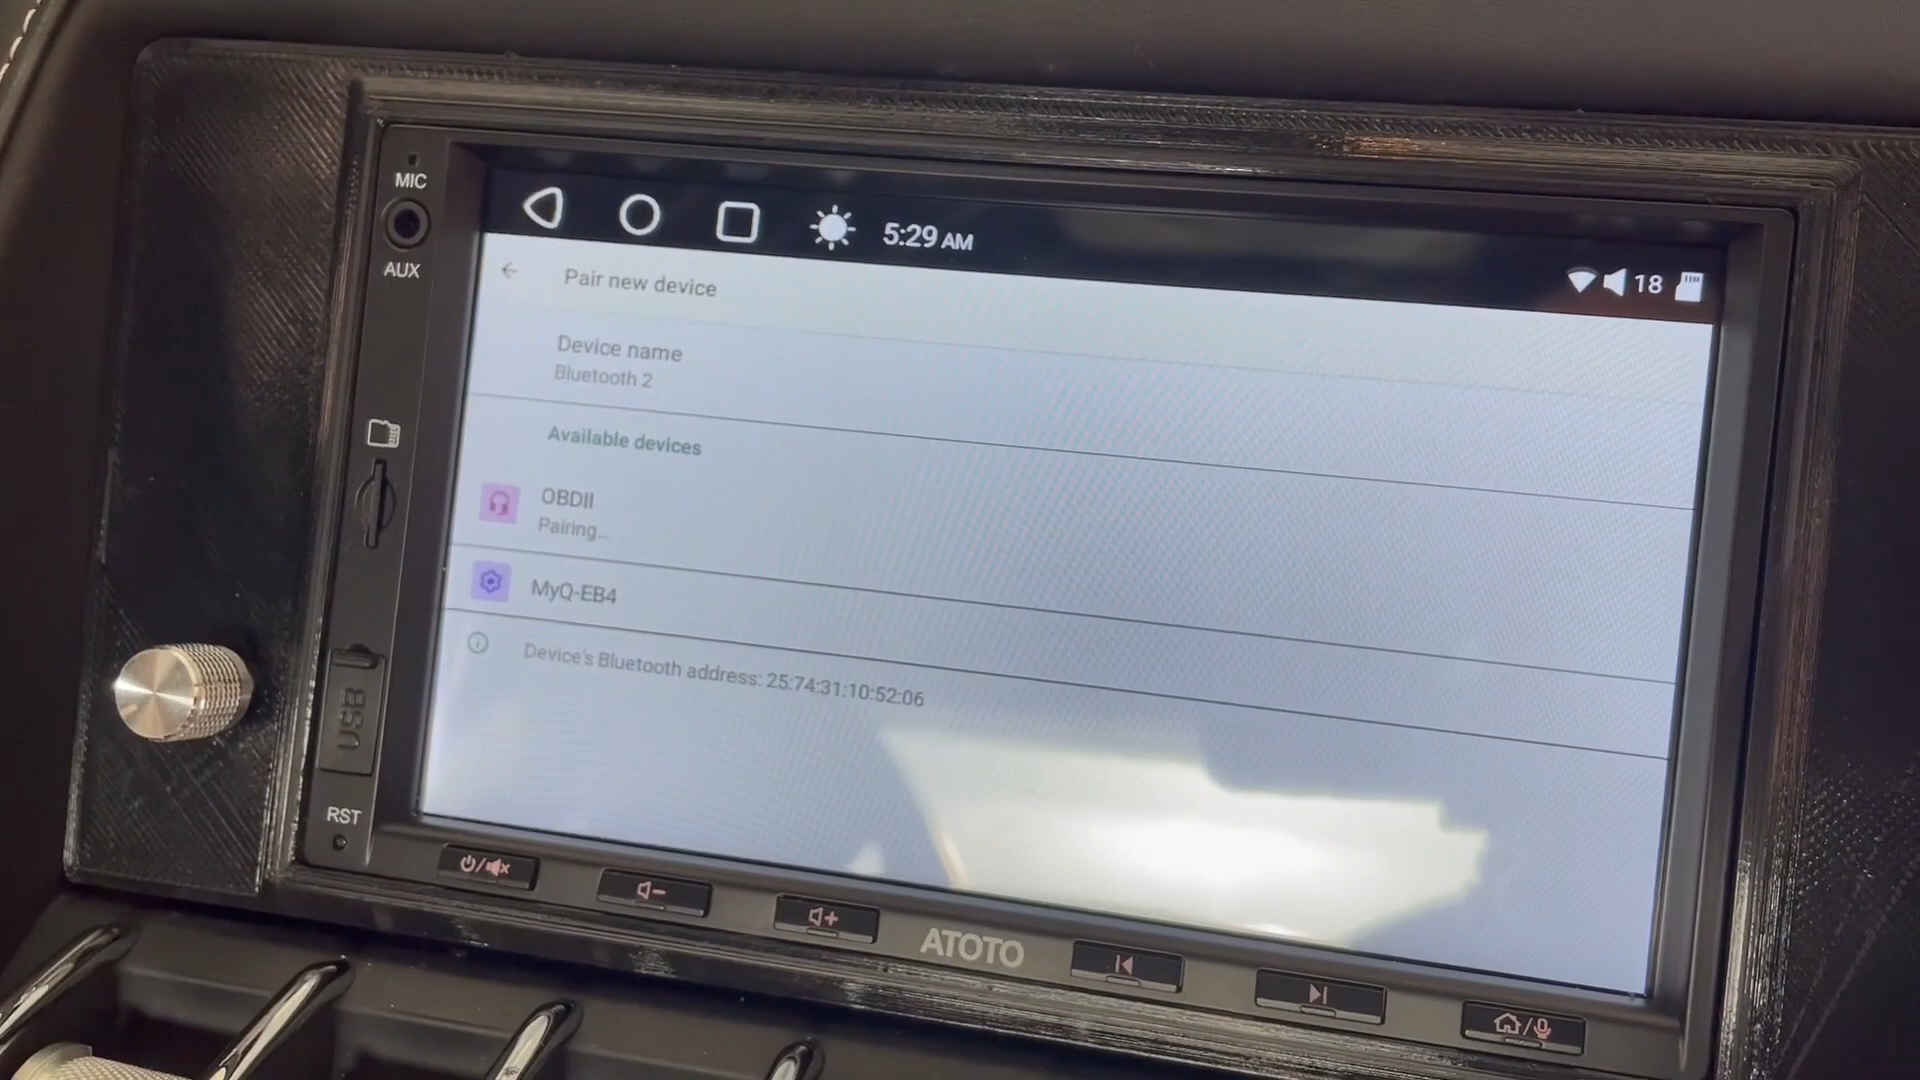 MIC
AUX
USB
RST
5:29 AM
18
Pair new device
Device name
Bluetooth 2
Available devices
OBDII
Pairing...
MyQ-EB4
Device's Bluetooth address: 25:74:31:10:52:06
ATOTO